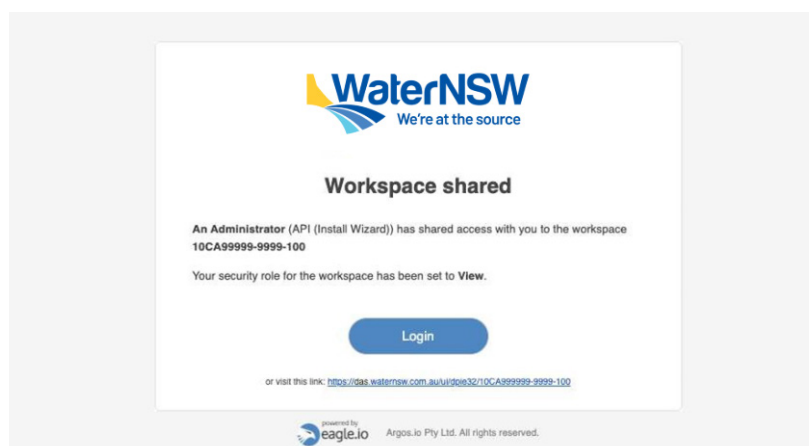 WaterNSW
We're at the source
Workspace shared
An Administrator (API (Install Wizard)) has shared access with you to the workspace
10CA99999-9999-100
Your security role for the workspace has been set to View.
Login
or visit this link: https://das.waternsw.com.au/ui/dpie32/10CA999999-9999-100
powered by
eagle.io Argos.io Pty Ltd. All rights reserved.